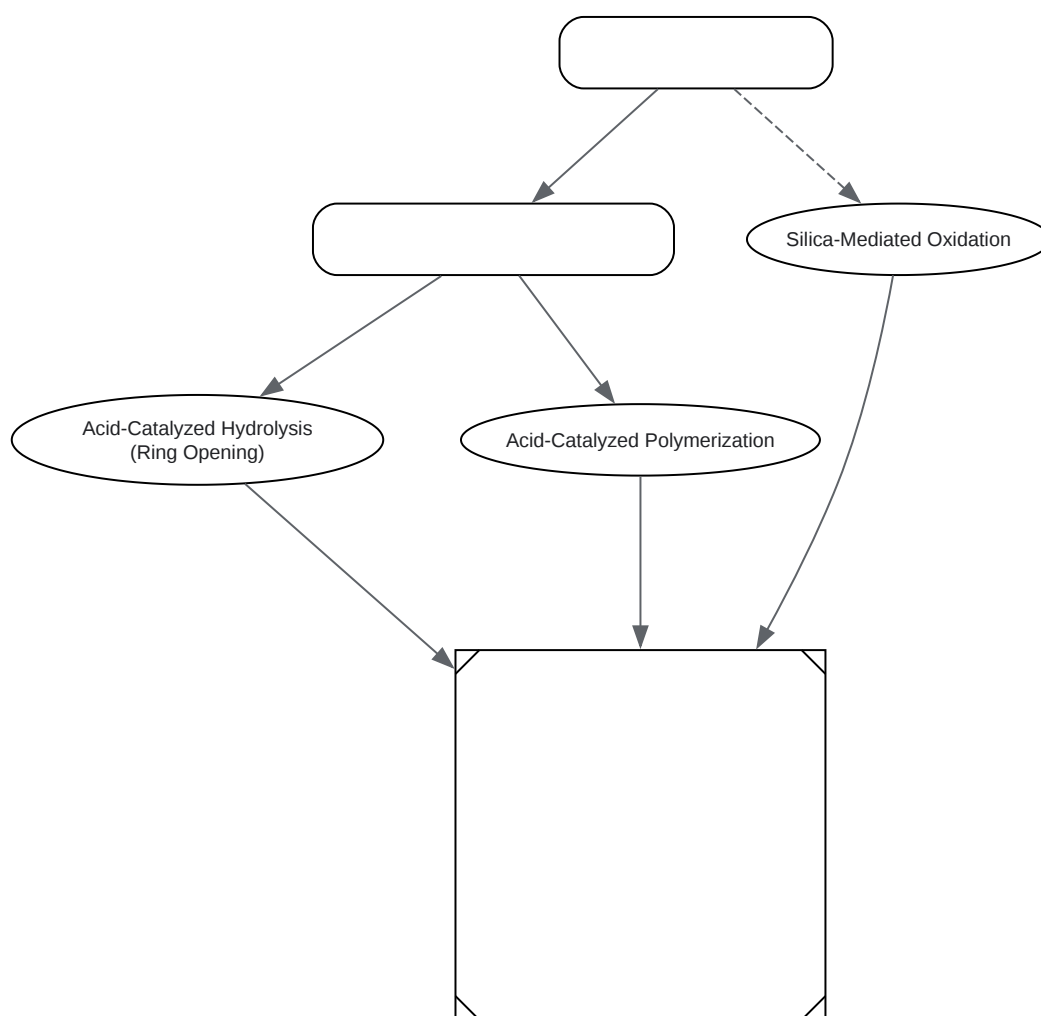 Silica-Mediated Oxidation
Acid-Catalyzed Hydrolysis
(Ring Opening)
Acid-Catalyzed Polymerization